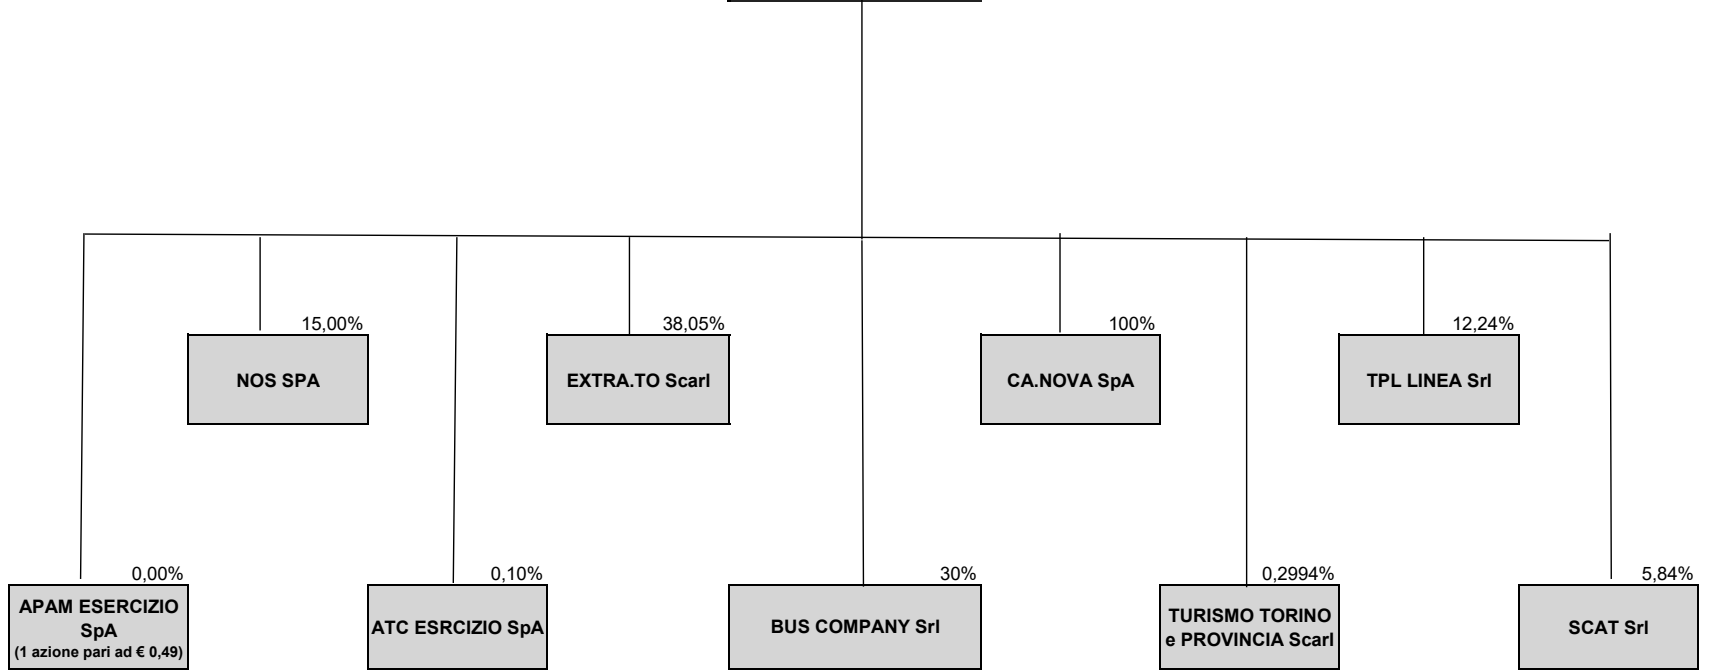 15,00%
NOS SPA
38,05%
EXTRA.TO Scarl
100%
CA.NOVA SpA
12,24%
TPL LINEA Srl
0,00%
APAM ESERCIZIO
SpA
(1 azione pari ad € 0,49)
0,10%
ATC ESRCIZIO SpA
30%
BUS COMPANY Srl
0,2994%
TURISMO TORINO
e PROVINCIA Scarl
5,84%
SCAT Srl